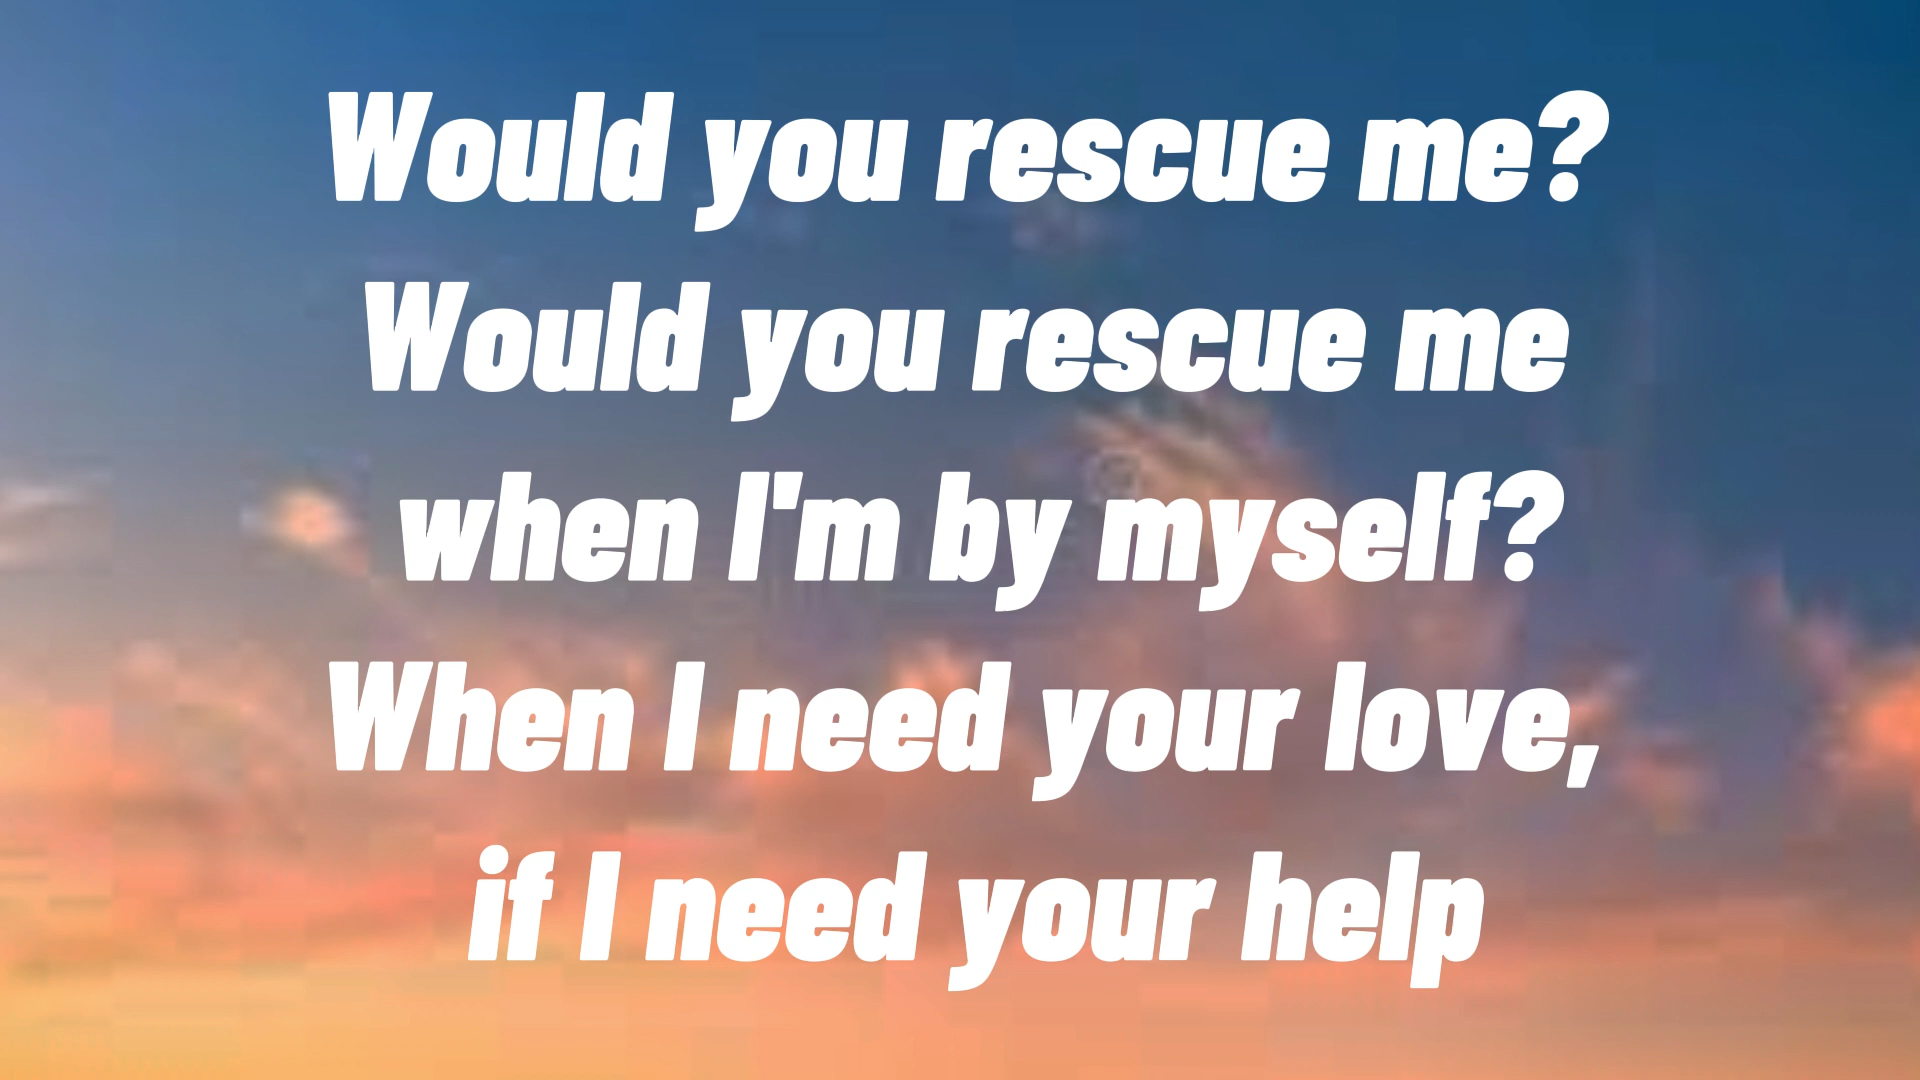 Would you rescue me?
Would you rescue me
when I'm by myself?
When I need your love,
if I need your help